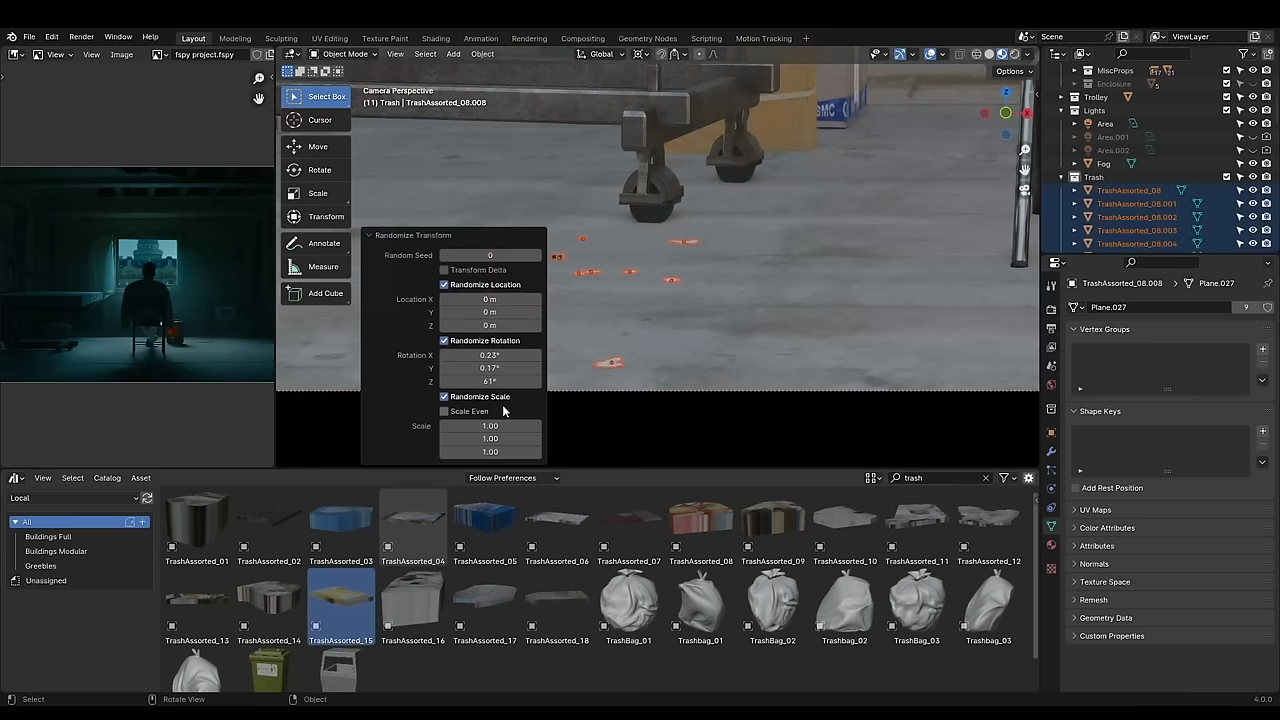 File Edit Render Window Help Layout Modeling Sculpting UV Editing Texture Paint Shading Animation Rendering Compositing Geometry Nodes Scripting Motion Tracking + Scene ViewLayer
View View Image fspy project.fspy Object Mode View Select Add Object Global
Options
Select Box
Cursor
Move
Rotate
Scale
Transform
Annotate
Measure
Add Cube
Camera Perspective
(11) Trash | TrashAssorted_08.008
SMC
Z
X
Randomize Transform
Random Seed 0
Transform Delta
Randomize Location
Location X 0 m
Y 0 m
Z 0 m
Randomize Rotation
Rotation X 0.23°
Y 0.17°
Z 61°
Randomize Scale
Scale Even
Scale 1.00
1.00
1.00
MiscProps 17 21
Enclosure 5
Trolley
Lights
Area
Area.001
Area.002
Fog
Trash
TrashAssorted_08
TrashAssorted_08.001
TrashAssorted_08.002
TrashAssorted_08.003
TrashAssorted_08.004
TrashAssorted_08.008 Plane.027
Plane.027 9
Vertex Groups
Shape Keys
Add Rest Position
UV Maps
Color Attributes
Attributes
Normals
Texture Space
Remesh
Geometry Data
Custom Properties
View Select Catalog Asset Follow Preferences trash
Local
All
Buildings Full
Buildings Modular
Greebles
Unassigned
TrashAssorted_01 TrashAssorted_02 TrashAssorted_03 TrashAssorted_04 TrashAssorted_05 TrashAssorted_06 TrashAssorted_07 TrashAssorted_08 TrashAssorted_09 TrashAssorted_10 TrashAssorted_11 TrashAssorted_12
TrashAssorted_13 TrashAssorted_14 TrashAssorted_15 TrashAssorted_16 TrashAssorted_17 TrashAssorted_18 TrashBag_01 Trashbag_01 TrashBag_02 Trashbag_02 TrashBag_03 Trashbag_03
Select Rotate View Object 4.0.0